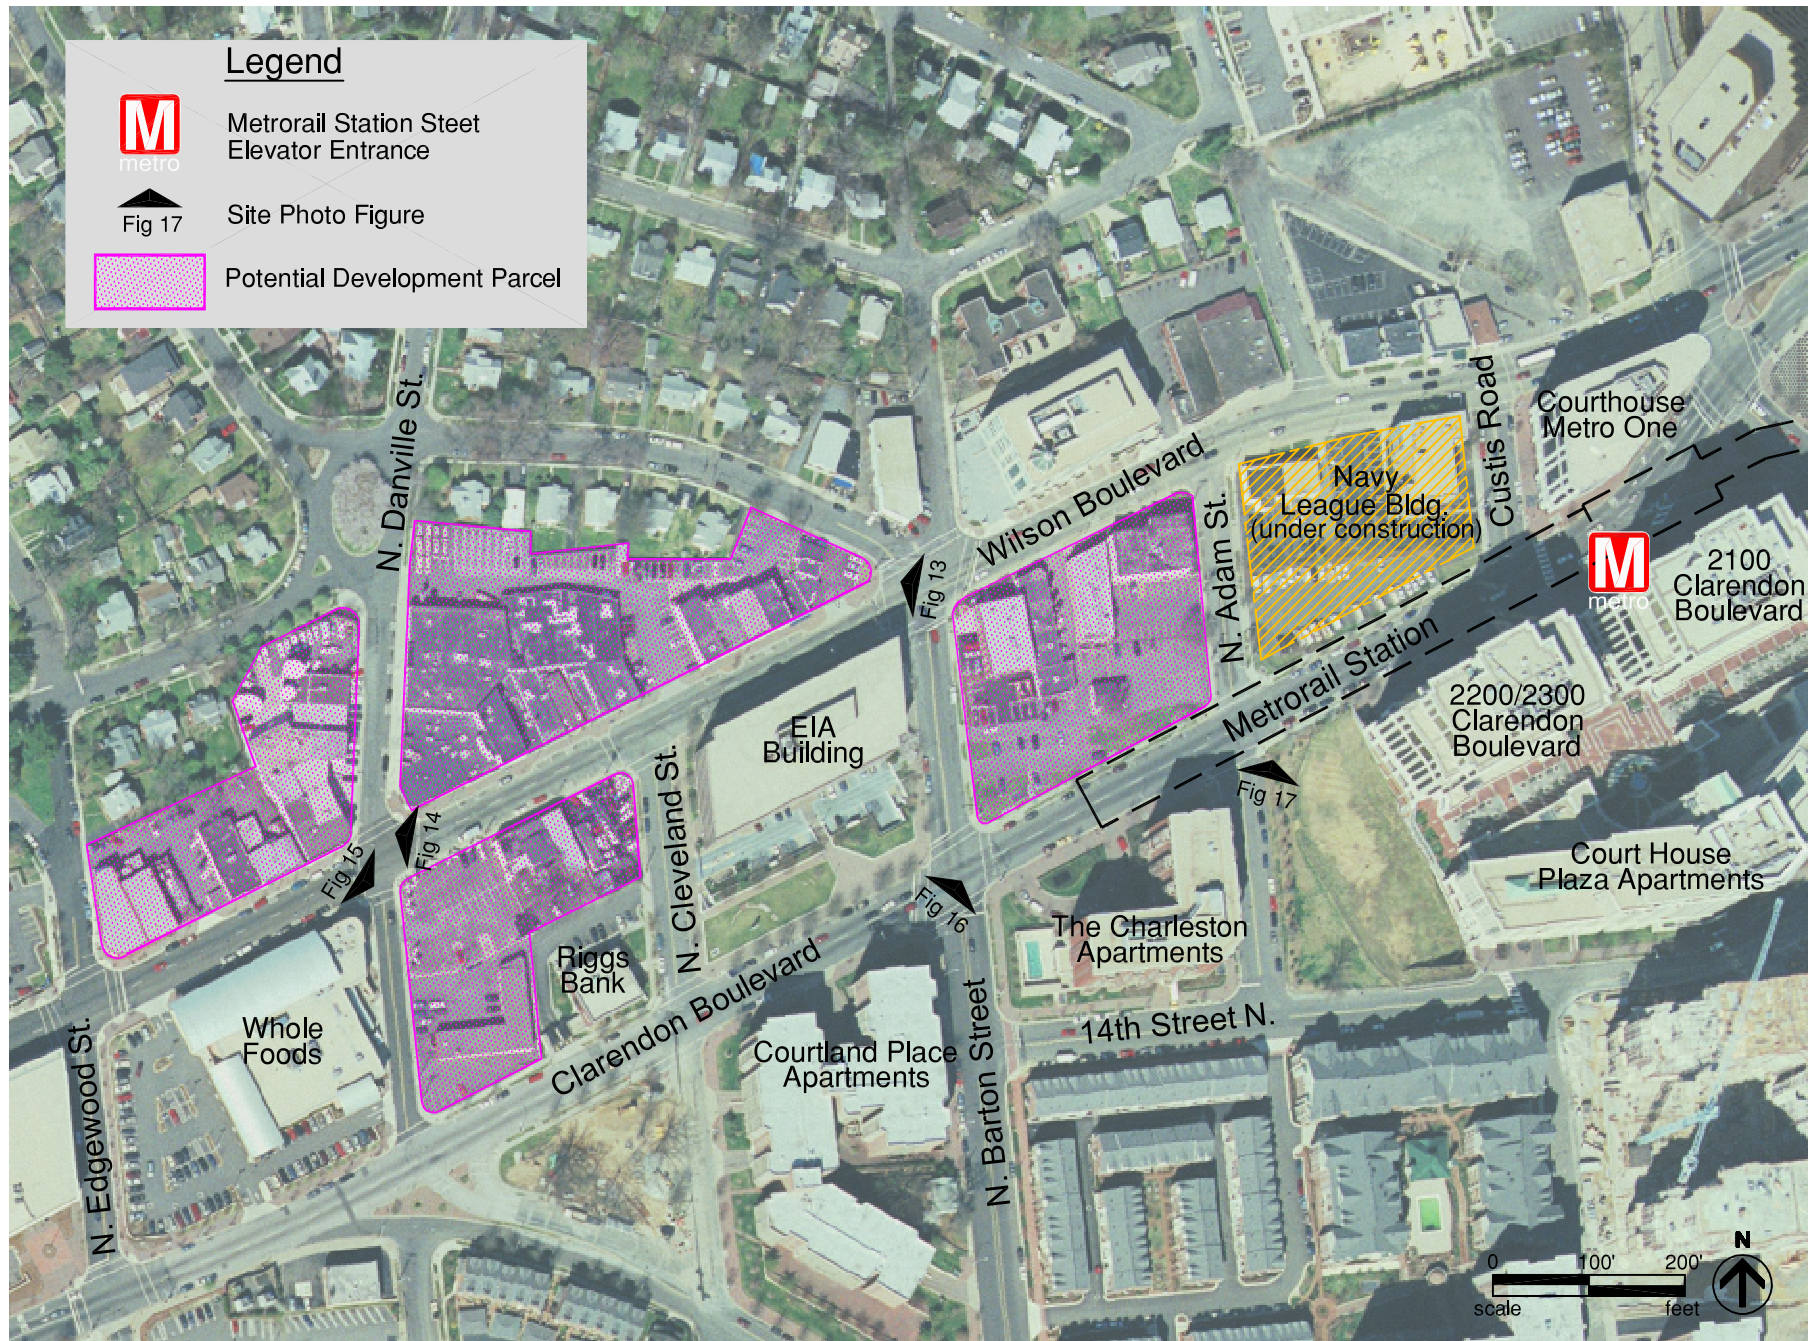 Legend
M
metro
Metrorail Station Steet
Elevator Entrance
Fig 17
Site Photo Figure
Potential Development Parcel
N. Danville St.
Wilson Boulevard
N. Adam St.
Custis Road
Courthouse
Metro One
Navy
League Bldg.
(under construction)
M
metro
2100
Clarendon
Boulevard
Fig 13
Metrorail Station
2200/2300
Clarendon
Boulevard
EIA
Building
N. Cleveland St.
Fig 17
Fig 14
Fig 15
Fig 16
Court House
Plaza Apartments
The Charleston
Apartments
Riggs
Bank
Whole
Foods
Clarendon Boulevard
14th Street N.
Courtland Place
Apartments
N. Barton Street
N. Edgewood St.
N
0 100' 200'
scale feet